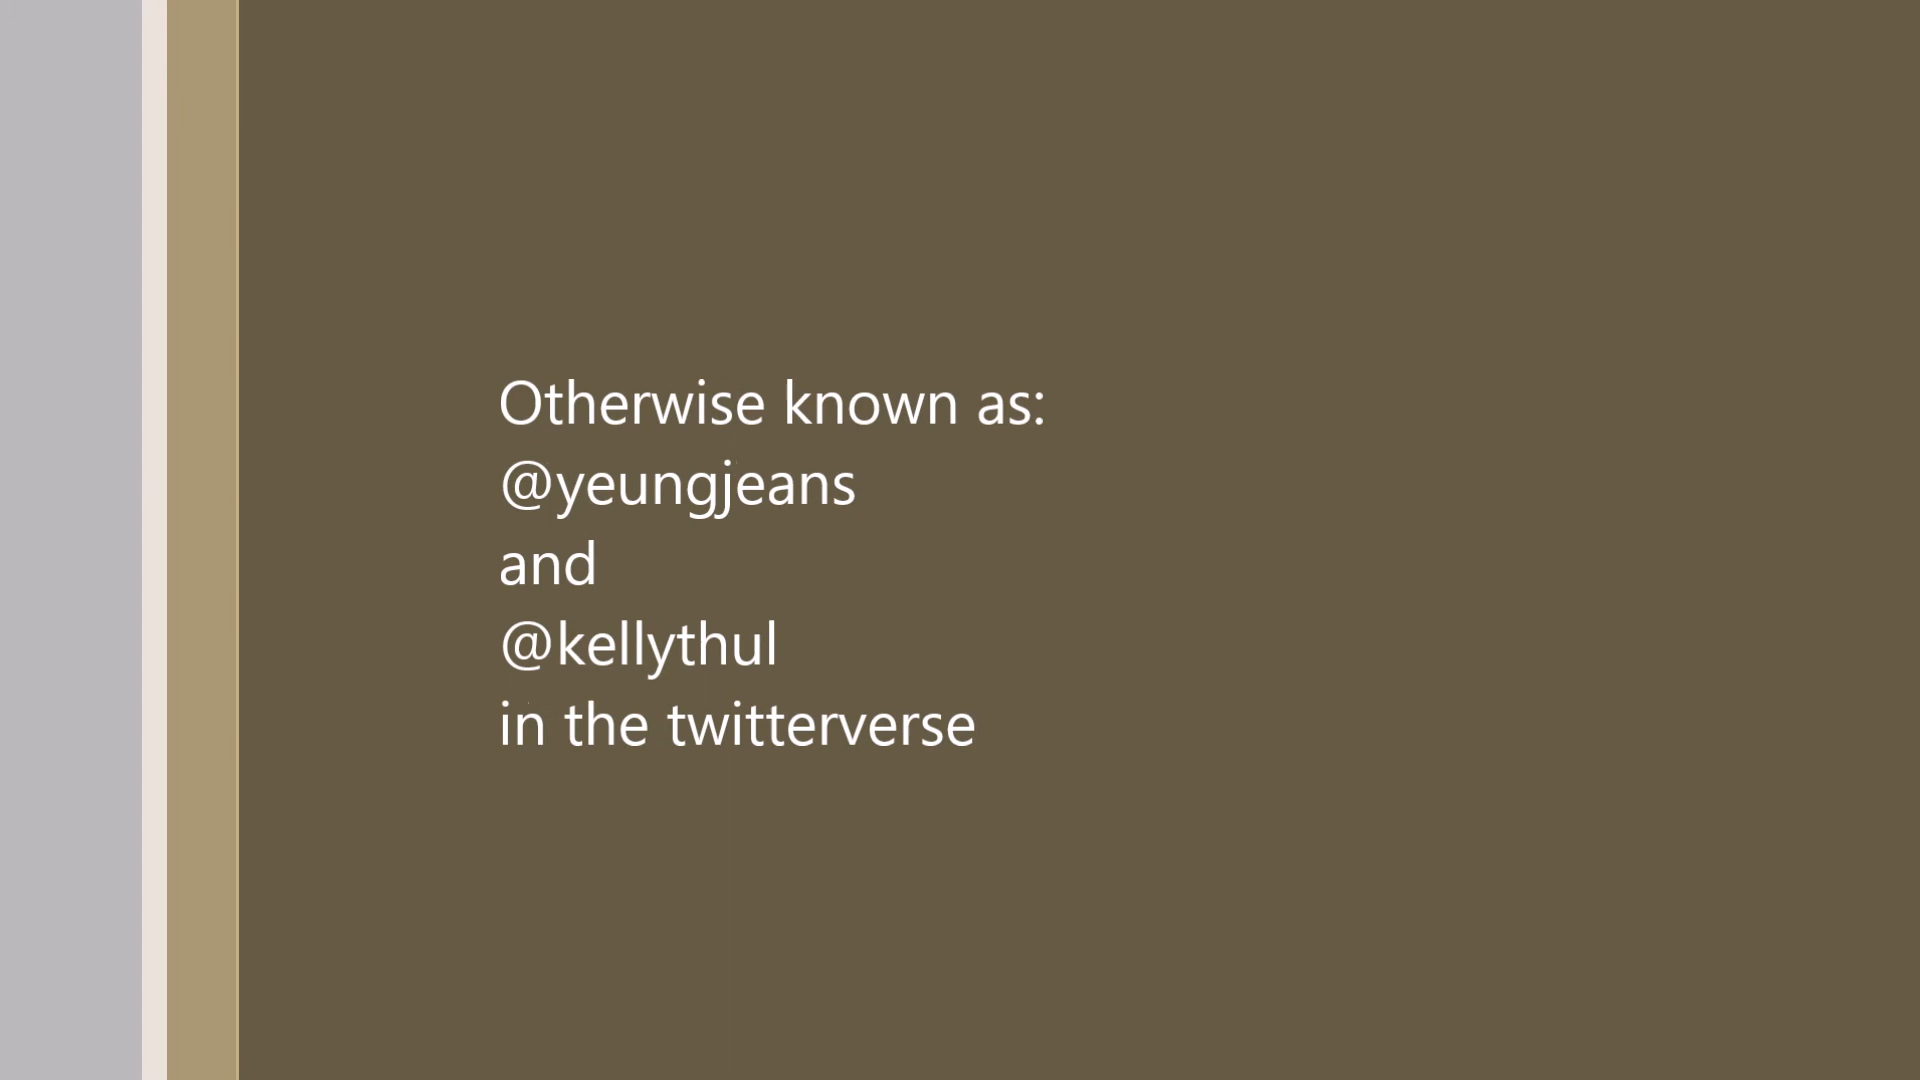 Otherwise known as:
@yeungjeans
and
@kellythul
in the twitterverse